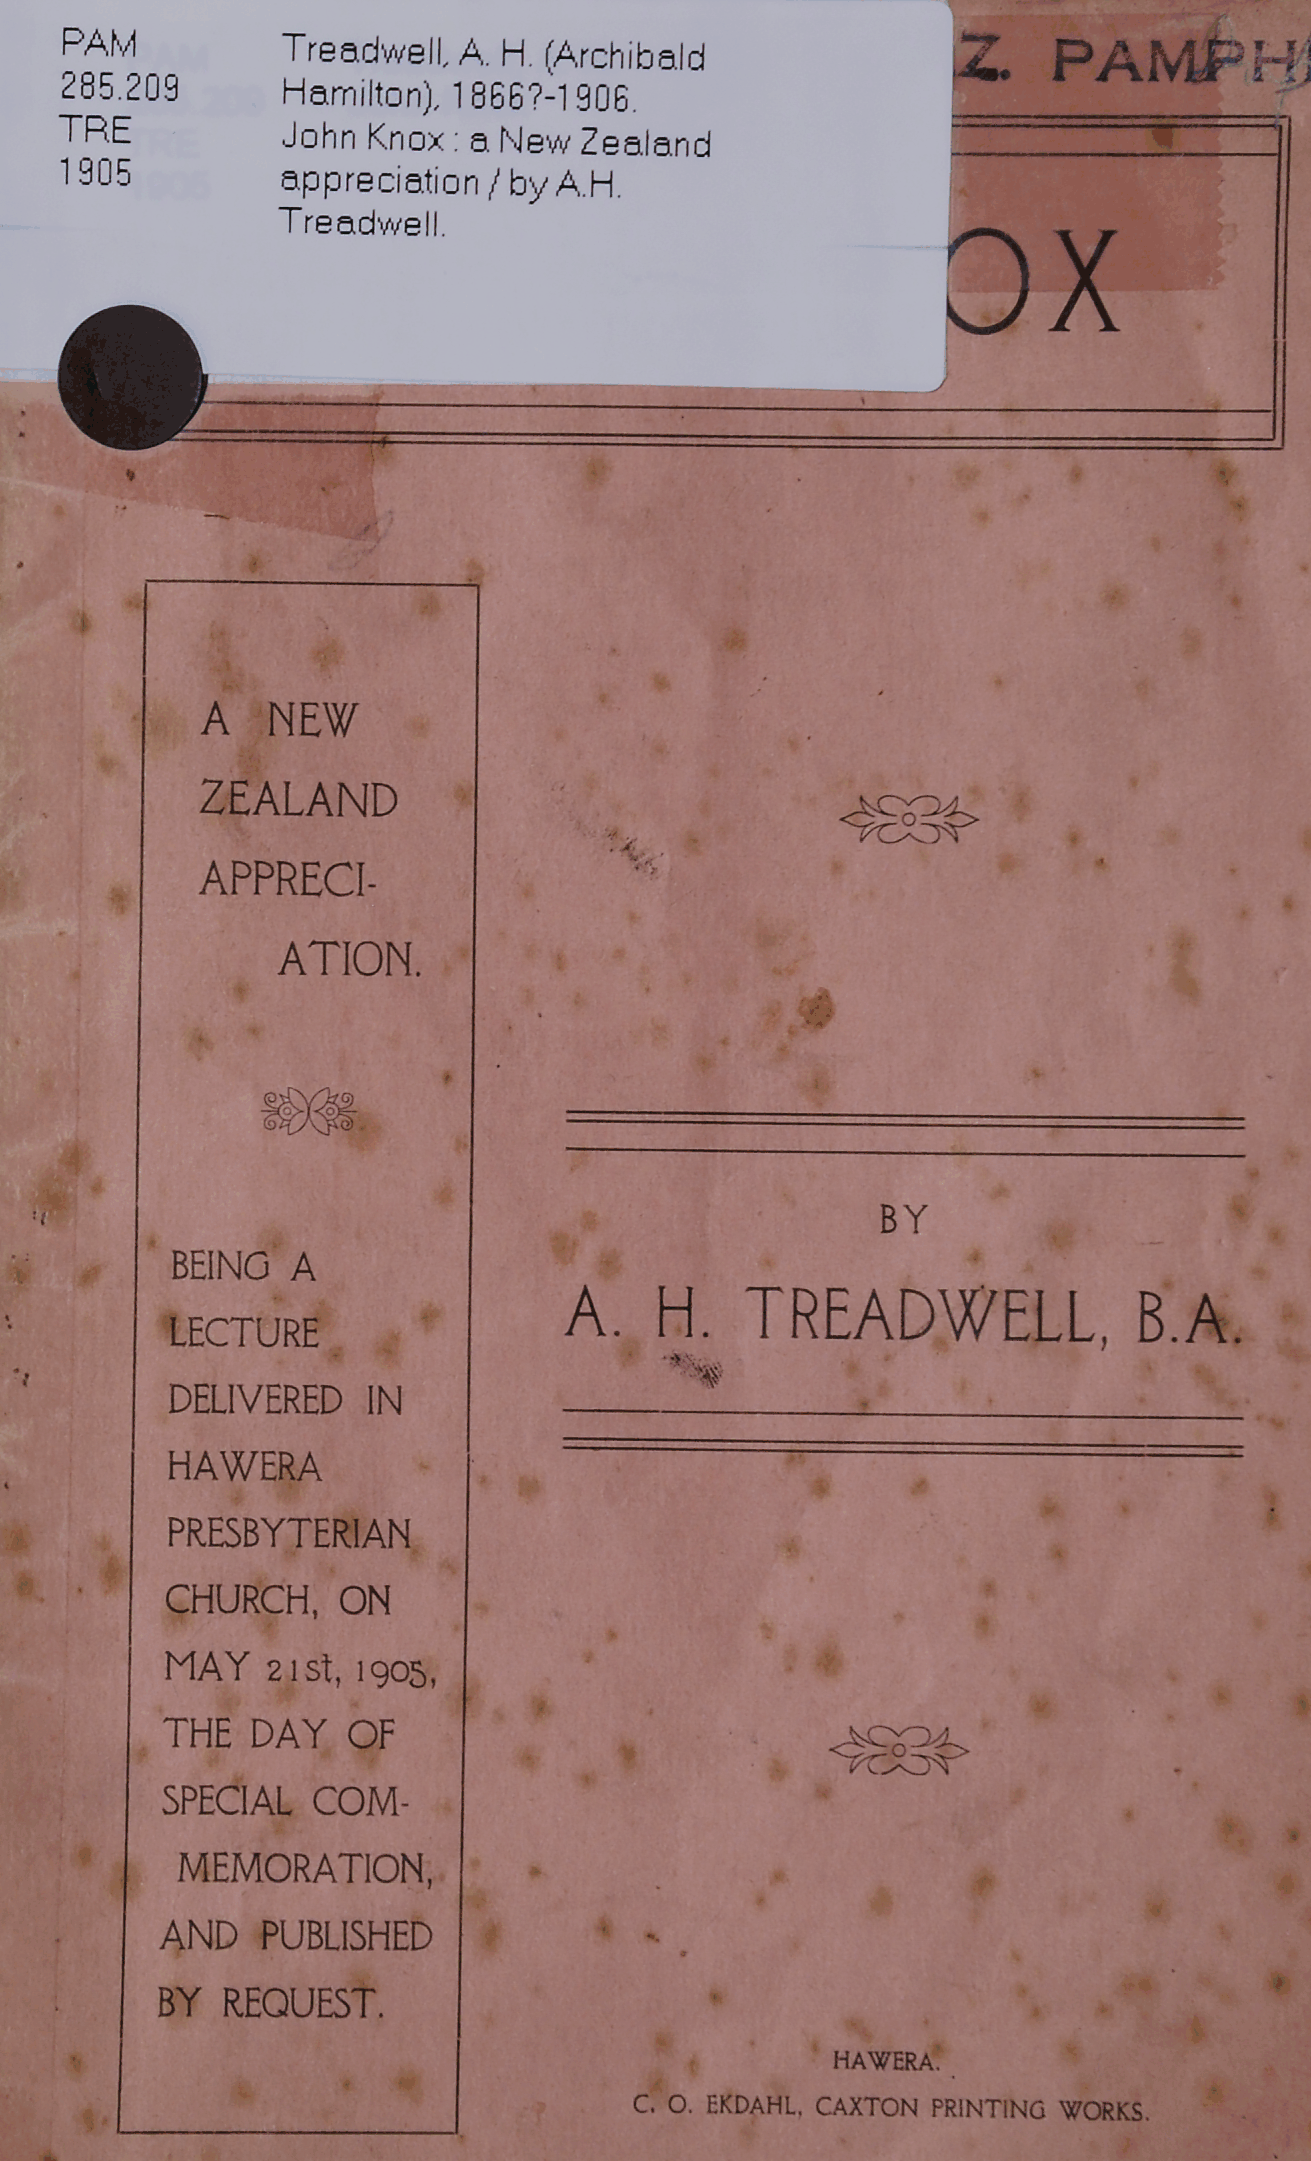 PAM
285.209
TRE
1905
Treadwell, A. H. (Archibald
Hamilton), 1866?-1906.
John Knox : a New Zealand
appreciation / by A.H.
Treadwell.
Z. PAMPH
OX
A NEW
ZEALAND
APPRECI-
ATION.
BEING A
LECTURE
DELIVERED IN
HAWERA
PRESBYTERIAN
CHURCH, ON
MAY 21st, 1905,
THE DAY OF
SPECIAL COM-
MEMORATION,
AND PUBLISHED
BY REQUEST.
BY
A. H. TREADWELL, B.A.
HAWERA.
C. O. EKDAHL, CAXTON PRINTING WORKS.